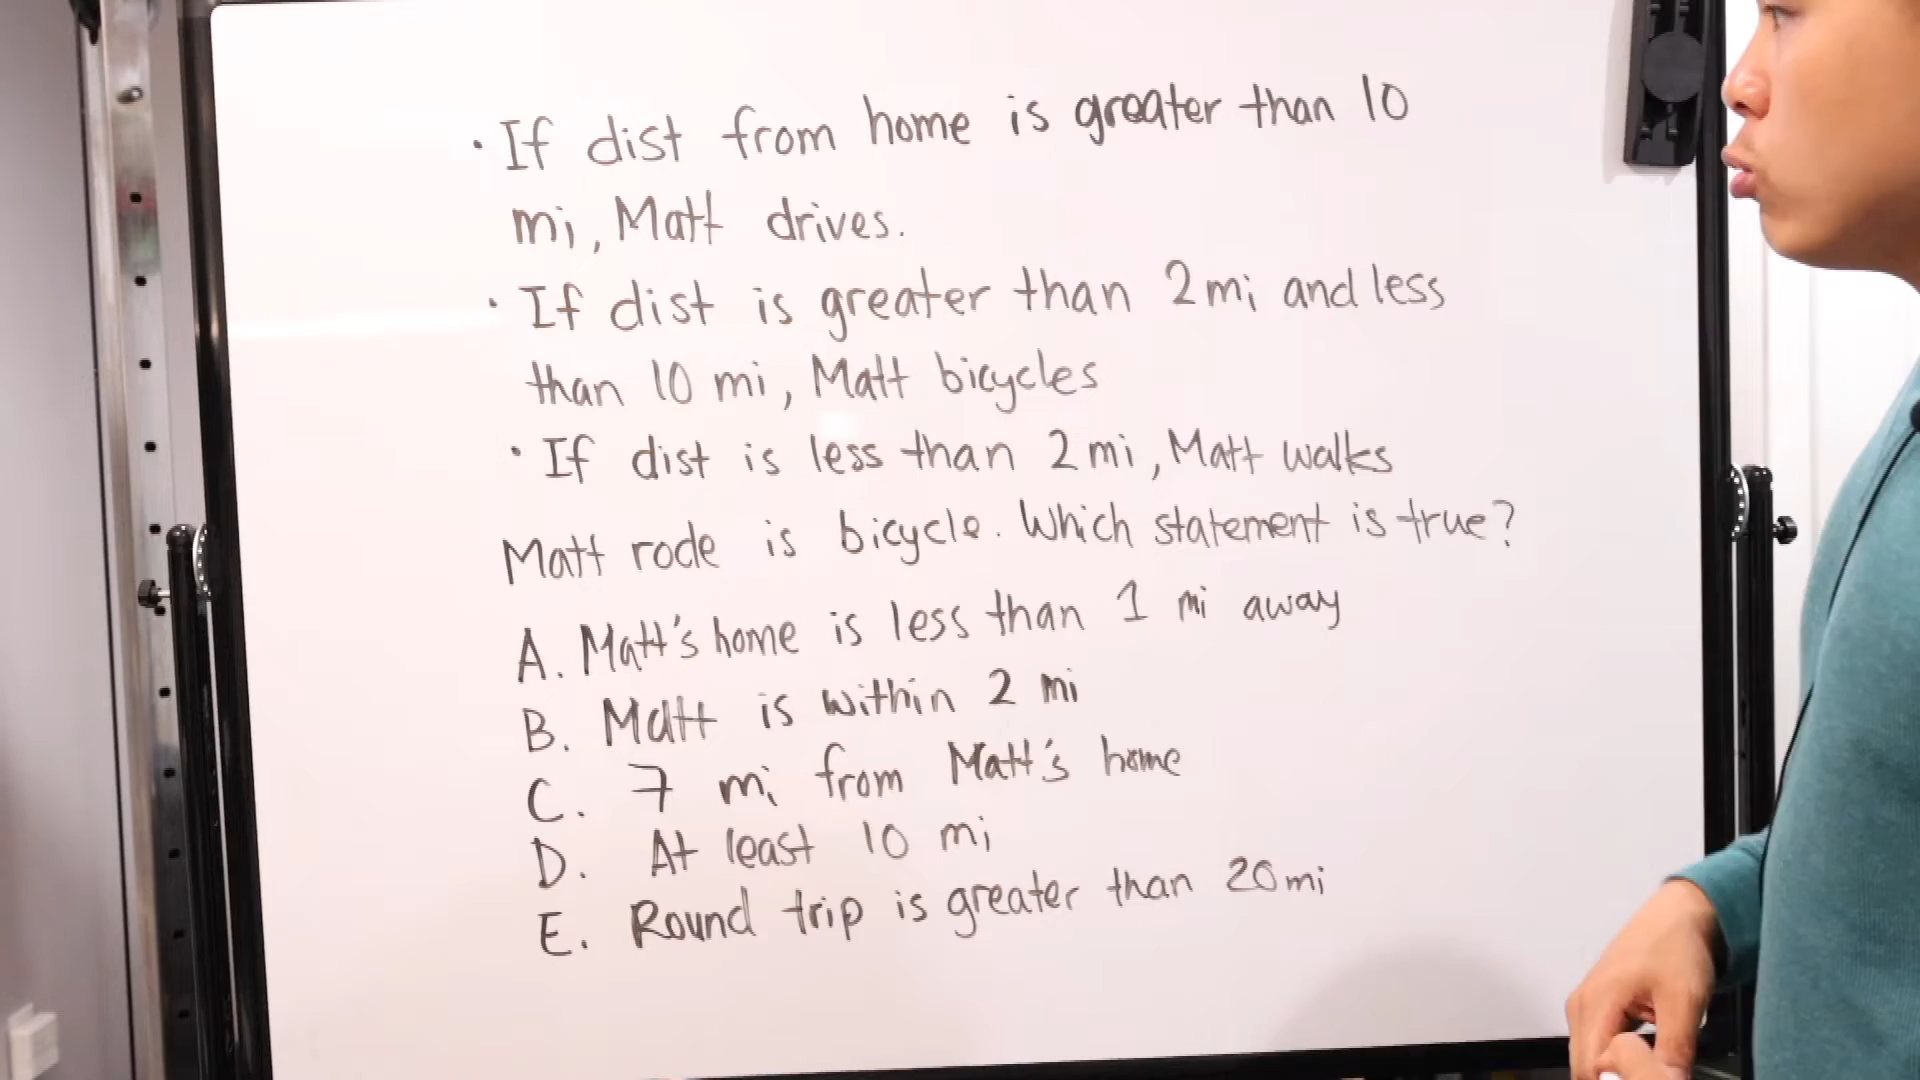 · If dist from home is greater than 10
mi, Matt drives.
· If dist is greater than 2 mi and less
than 10 mi, Matt bicycles
· If dist is less than 2 mi, Matt walks
Matt rode is bicycle. Which statement is true?
A. Matt's home is less than 1 mi away
B. Matt is within 2 mi
C. 7 mi from Matt's home
D. At least 10 mi
E. Round trip is greater than 20 mi